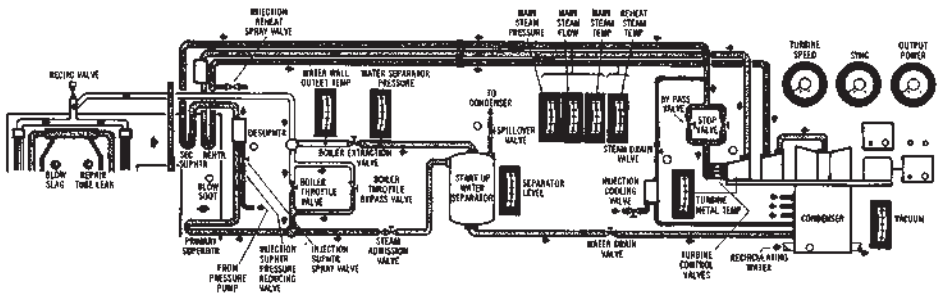 INJECTION
REHEAT
SPRAY VALVE
MAIN
STEAM
PRESSURE
MAIN
STEAM
FLOW
MAIN
STEAM
TEMP
REHEAT
STEAM
TEMP
TURBINE
SPEED
SYNC
OUTPUT
POWER
RECIRC VALVE
WATER WALL
OUTLET TEMP
WATER SEPARATOR
PRESSURE
TO
CONDENSER
SPILLOVER
VALVE
BY PASS
VALVE
STOP
VALVE
STEAM DRAIN
VALVE
DESUPHTR
SEC
SUPHTR
REHTR
BOILER EXTRACTION
VALVE
BLOW
SLAG
REPAIR
TUBE LEAK
BLOW
SOOT
BOILER
THROTTLE
VALVE
BOILER
THROTTLE
BYPASS VALVE
START UP
WATER
SEPARATOR
SEPARATOR
LEVEL
INJECTION
COOLING
VALVE
TURBINE
METAL TEMP
CONDENSER
VACUUM
PRIMARY
SUPERHTR
FROM
PRESSURE
PUMP
INJECTION
SUPHTR
PRESSURE
REDUCING
VALVE
INJECTION
SUPHTR
SPRAY VALVE
STEAM
ADMISSION
VALVE
WATER DRAIN
VALVE
TURBINE
CONTROL
VALVES
RECIRCULATING
WATER